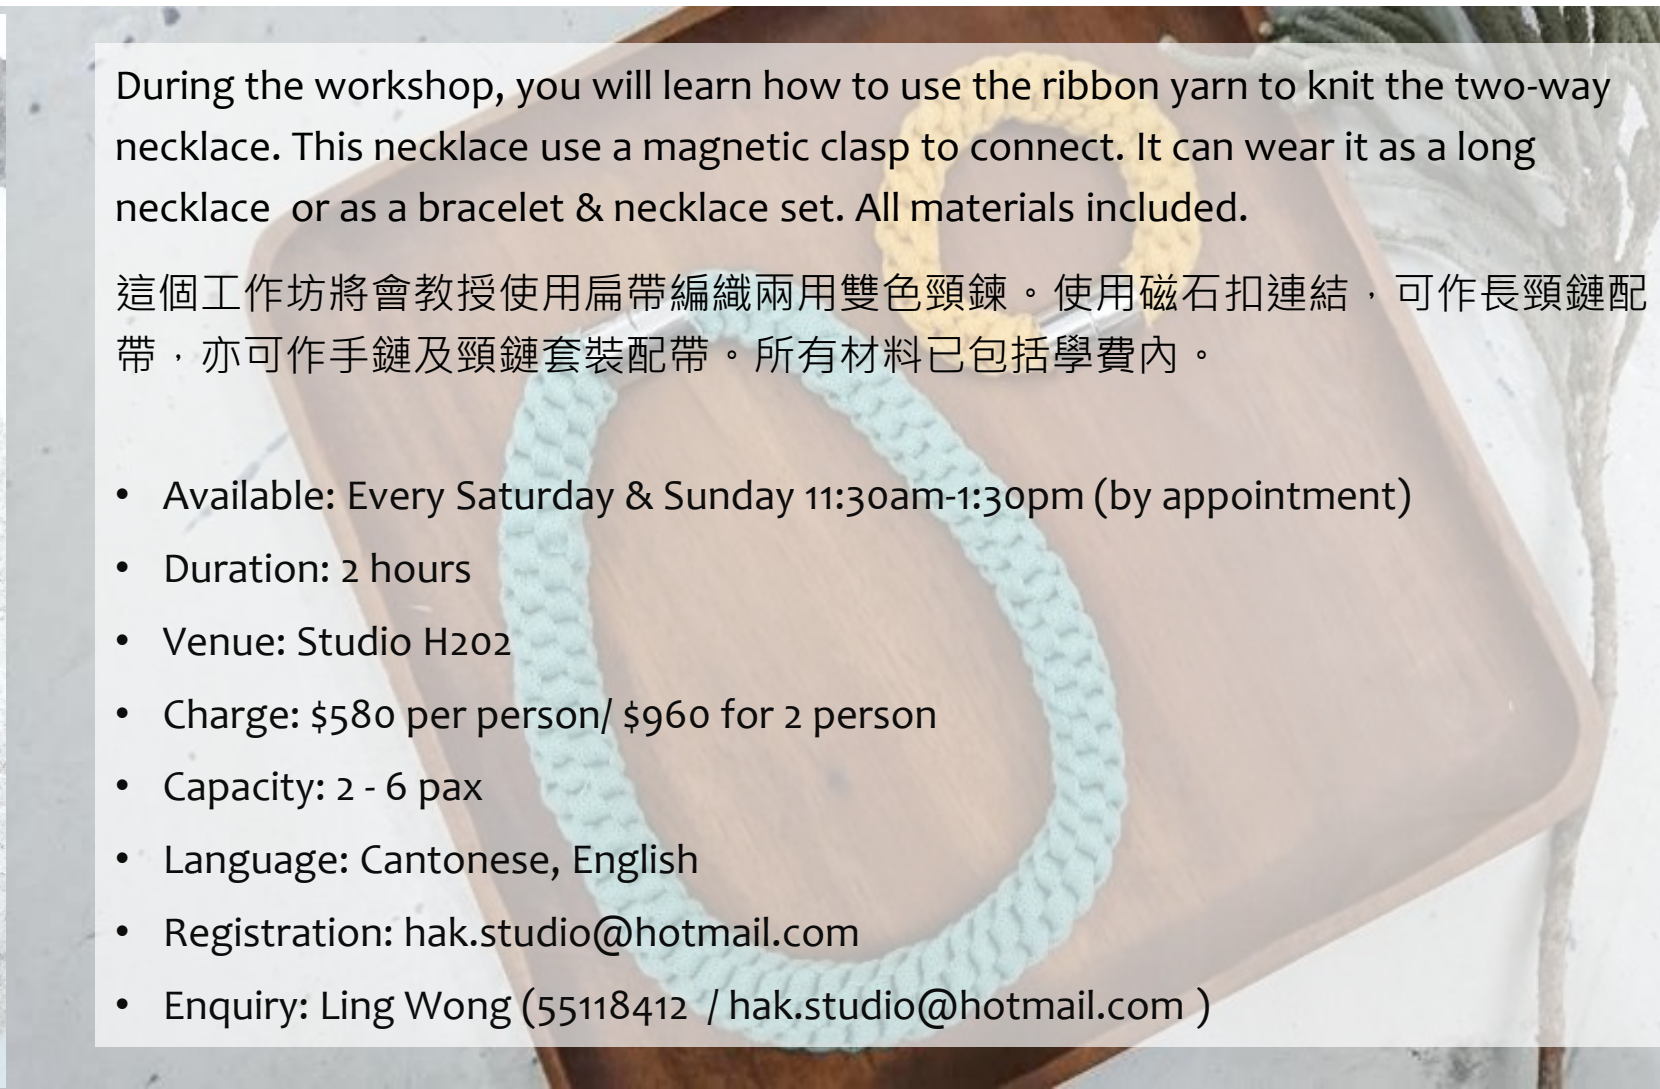 During the workshop, you will learn how to use the ribbon yarn to knit the two-way
necklace. This necklace use a magnetic clasp to connect. It can wear it as a long
necklace  or as a bracelet & necklace set. All materials included.
這個工作坊將會教授使用扁帶編織兩用雙色頸鍊。使用磁石扣連結，可作長頸鏈配
帶，亦可作手鏈及頸鏈套裝配帶。所有材料已包括學費內。
• Available: Every Saturday & Sunday 11:30am-1:30pm (by appointment)
• Duration: 2 hours
• Venue: Studio H202
• Charge: $580 per person/ $960 for 2 person
• Capacity: 2 - 6 pax
• Language: Cantonese, English
• Registration: hak.studio@hotmail.com
• Enquiry: Ling Wong (55118412  / hak.studio@hotmail.com )